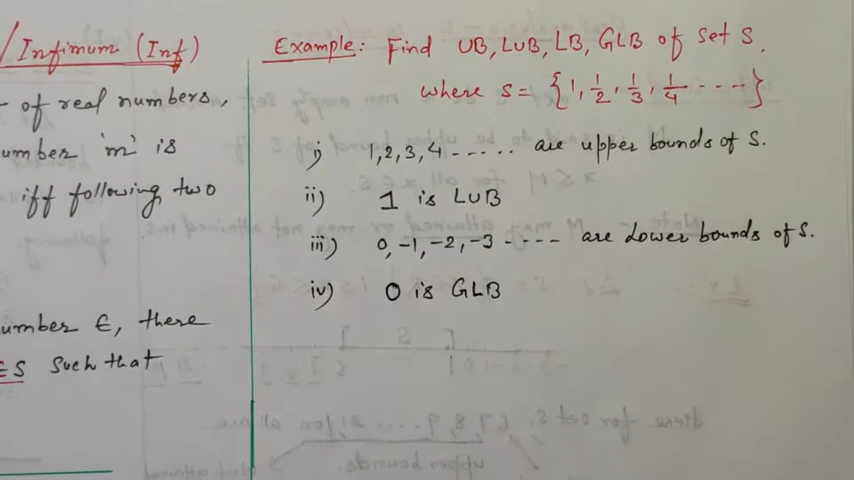 /Infimum (Inf)
of real numbers,
umber 'm' is
iff following two
umber ϵ, there
ES Such that
Example: Find UB, LUB, LB, GLB of Set S,
where S = {1, 1/2, 1/3, 1/4 ----}
i) 1, 2, 3, 4 ...... are upper bounds of S.
ii) 1 is LUB
iii) 0, -1, -2, -3 ---- are Lower bounds of S.
iv) 0 is GLB